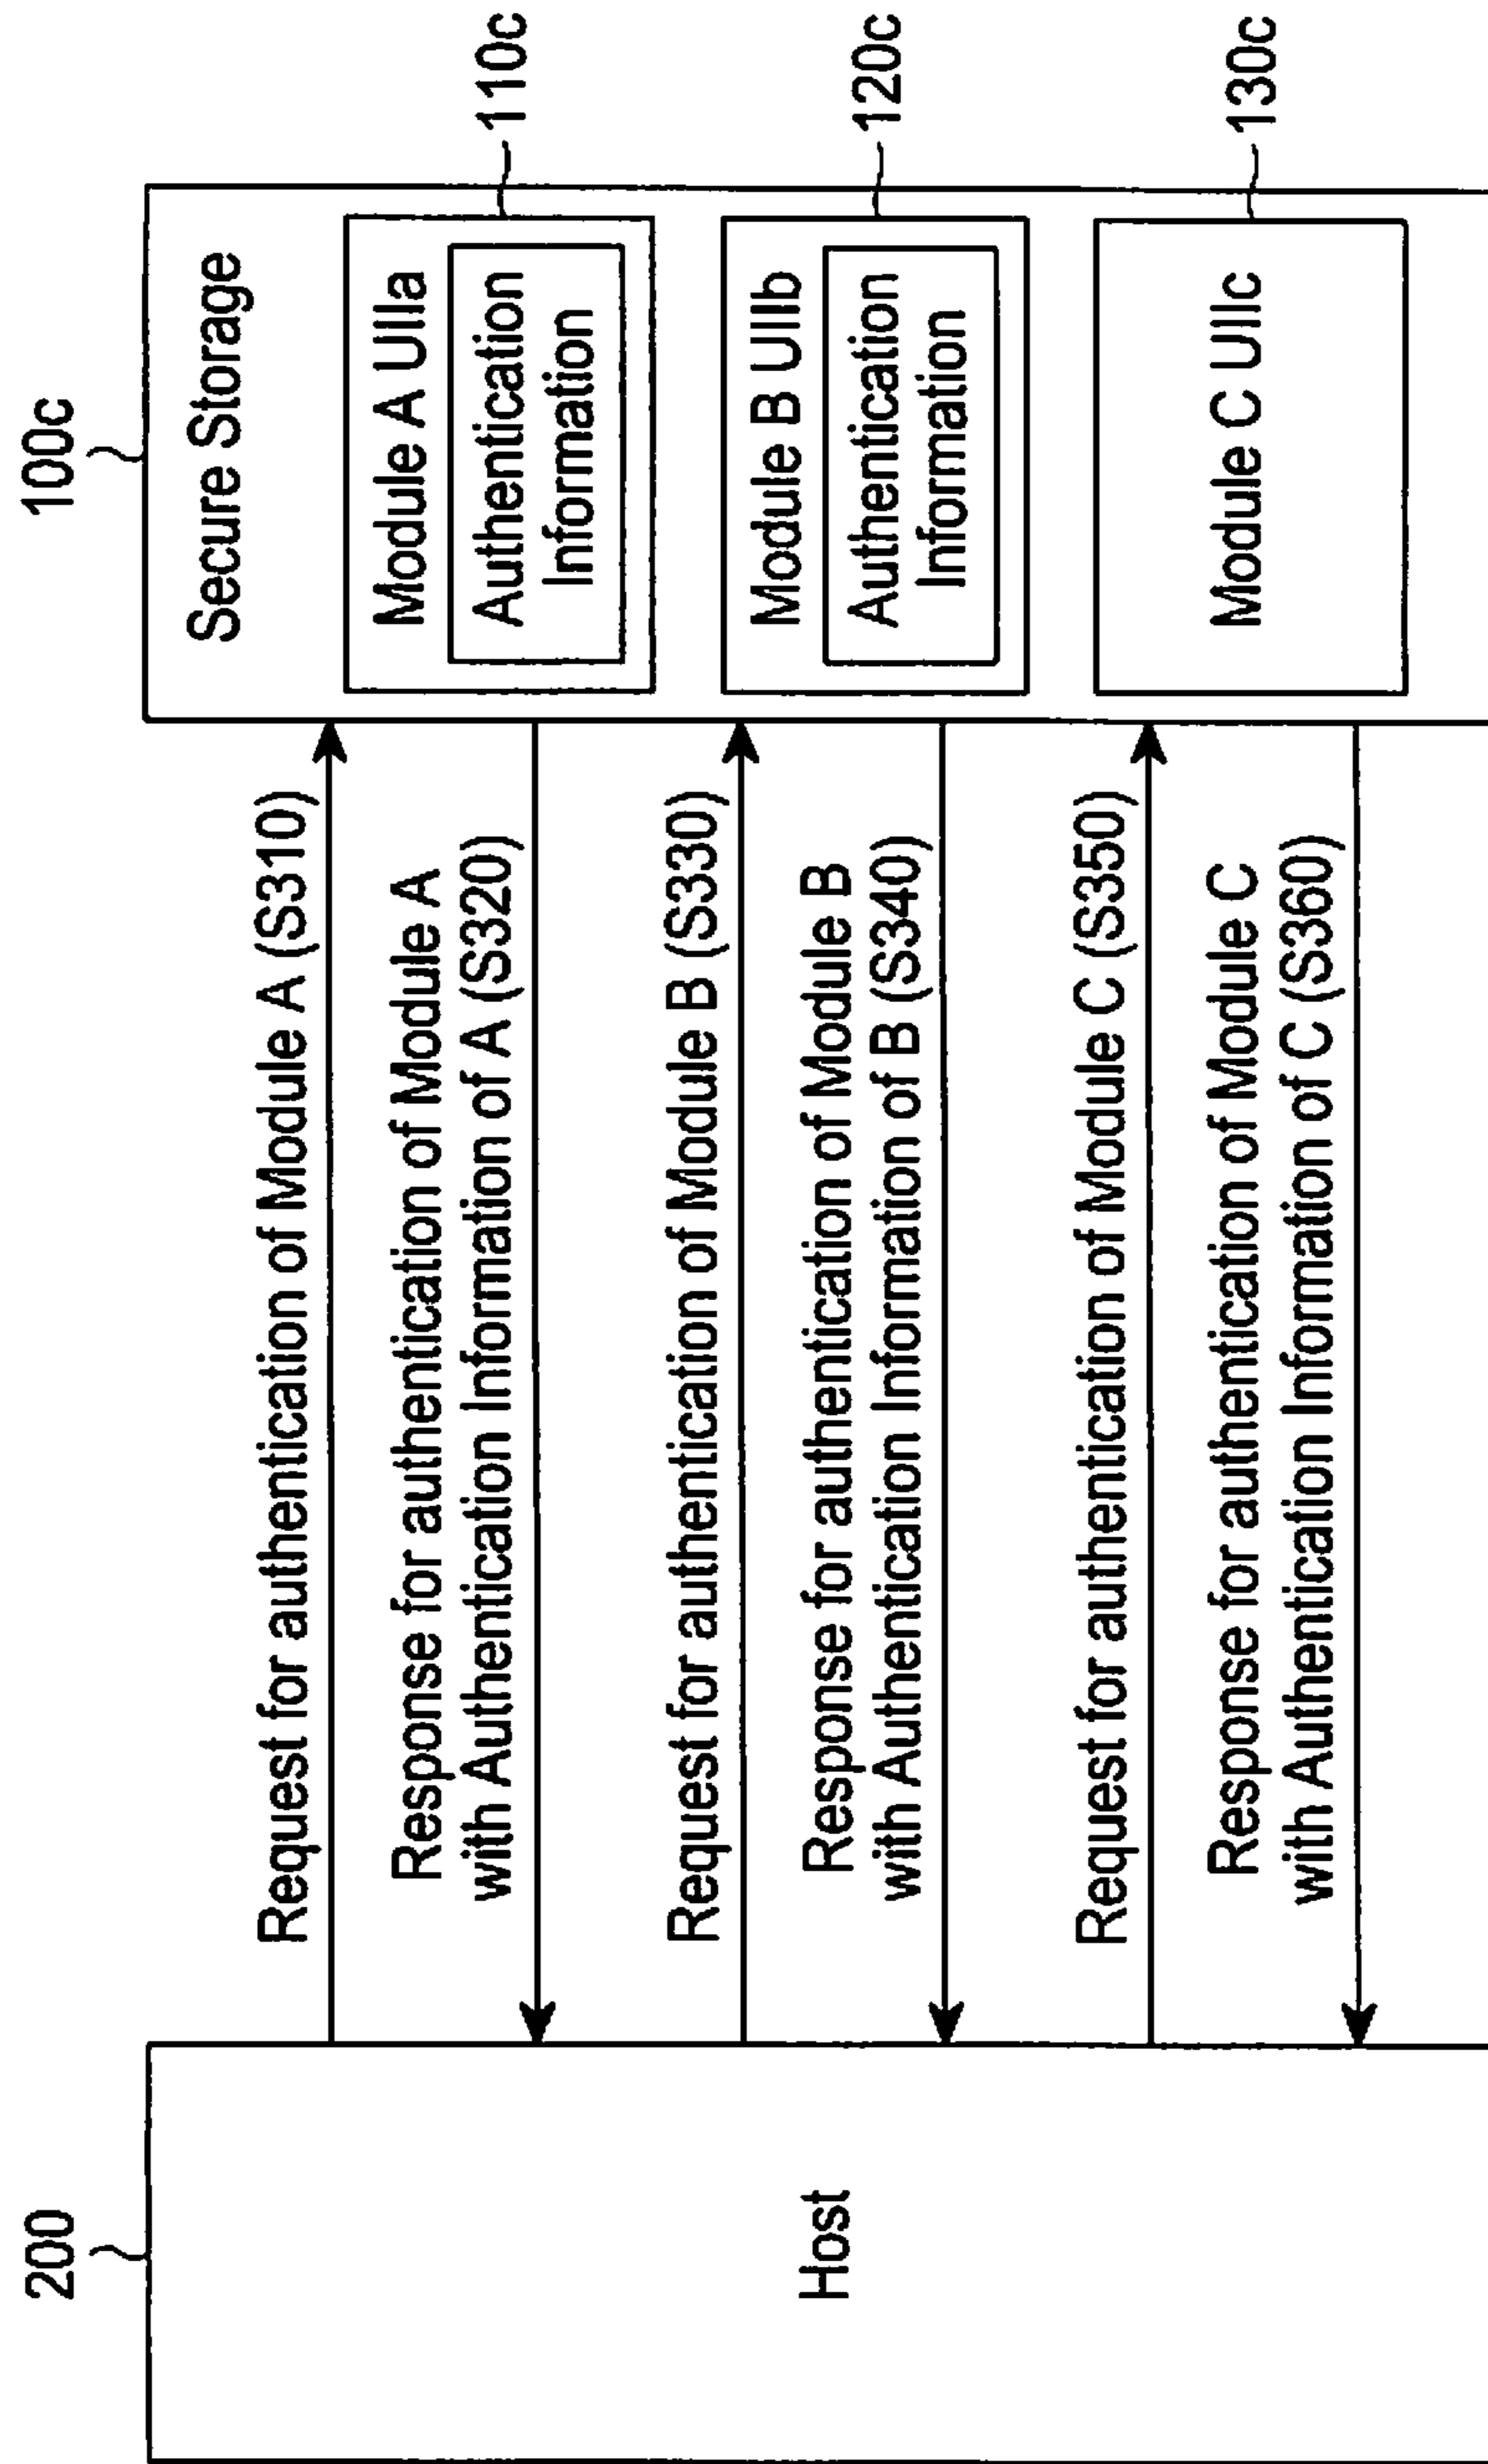 200
100c
Host
Request for authentication of Module A (S310)
Response for authentication of Module A
with Authentication Information of A (S320)
Request for authentication of Module B (S330)
Response for authentication of Module B
with Authentication Information of B (S340)
Request for authentication of Module C (S350)
Response for authentication of Module C
with Authentication Information of C (S360)
Secure Storage
Module A UIIa
Authentication
Information
110c
Module B UIIb
Authentication
Information
120c
Module C UIIc
130c